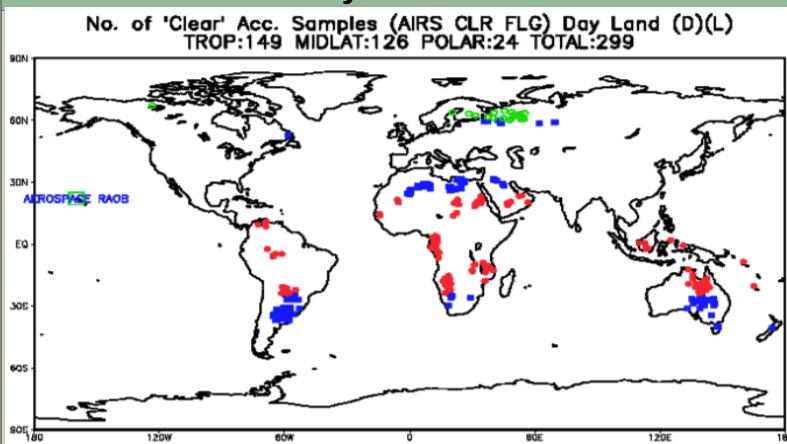 No. of 'Clear' Acc. Samples (AIRS CLR FLG) Day Land (D)(L)
TROP:149 MIDLAT:126 POLAR:24 TOTAL:299
90N
60N
30N
AEROSPACE RAOB
EQ
30S
60S
90S
180 120W 60W 0 60E 120E